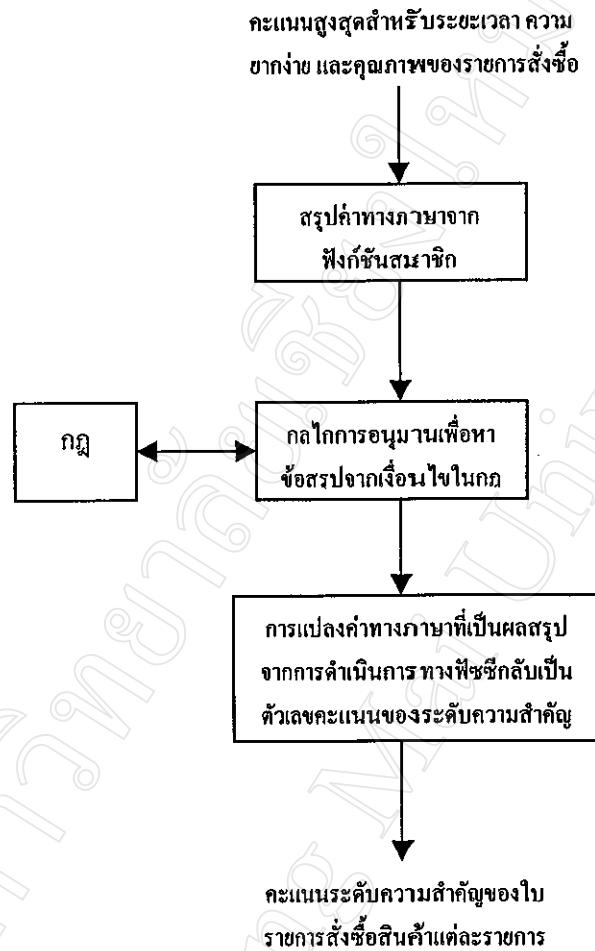 คะแนนสูงสุดสำหรับระยะเวลา ความ
ยากง่าย และคุณภาพของรายการสั่งซื้อ
สรุปค่าทางภาษาจาก
ฟังก์ชันสมาชิก
กฎ
กลไกการอนุมานเพื่อหา
ข้อสรุปจากเงื่อนไขในกฎ
การแปลงค่าทางภาษาที่เป็นผลสรุป
จากการดำเนินการทางฟัซซีกลับเป็น
ตัวเลขคะแนนของระดับความสำคัญ
คะแนนระดับความสำคัญของใบ
รายการสั่งซื้อสินค้าแต่ละรายการ